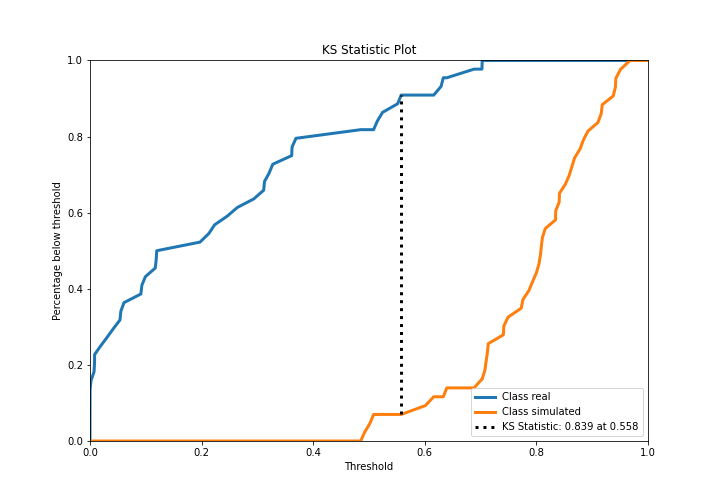 KS Statistic Plot
1.0
0.8
0.6
0.4
0.2
0.0
Percentage below threshold
Class real
Class simulated
KS Statistic: 0.839 at 0.558
0.0 0.2 0.4 0.6 0.8 1.0
Threshold